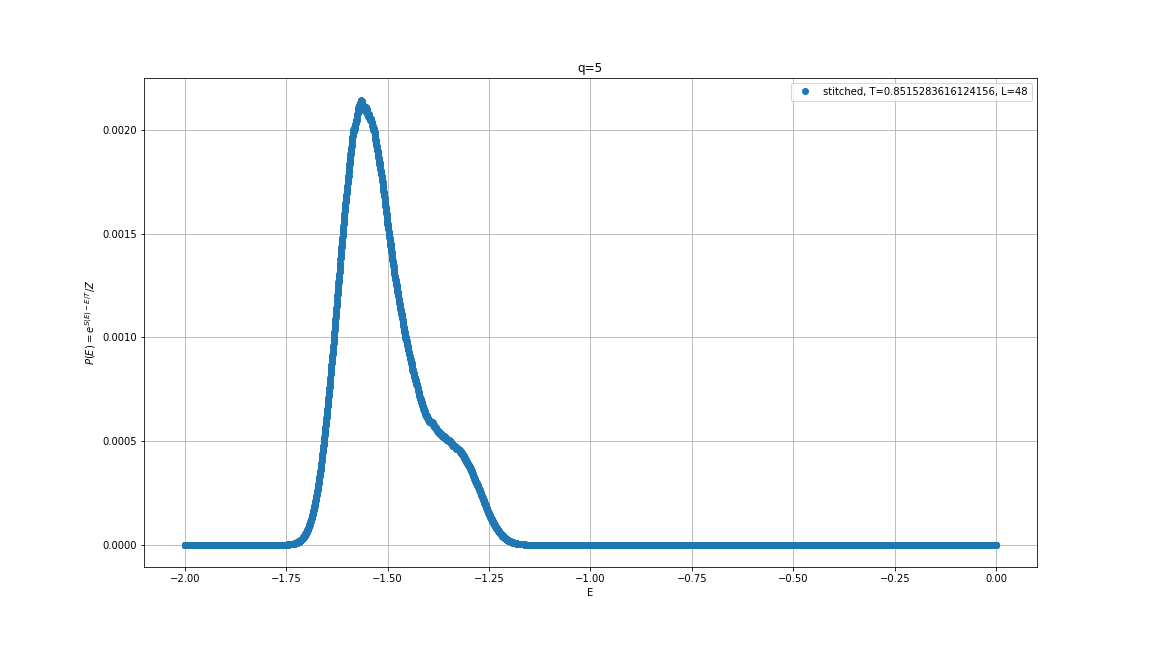 q=5
stitched, T=0.8515283616124156, L=48
0.0020
0.0015
0.0010
0.0005
0.0000
P(E) = e^{S(E)−E/T}/Z
−2.00 −1.75 −1.50 −1.25 −1.00 −0.75 −0.50 −0.25 0.00
E